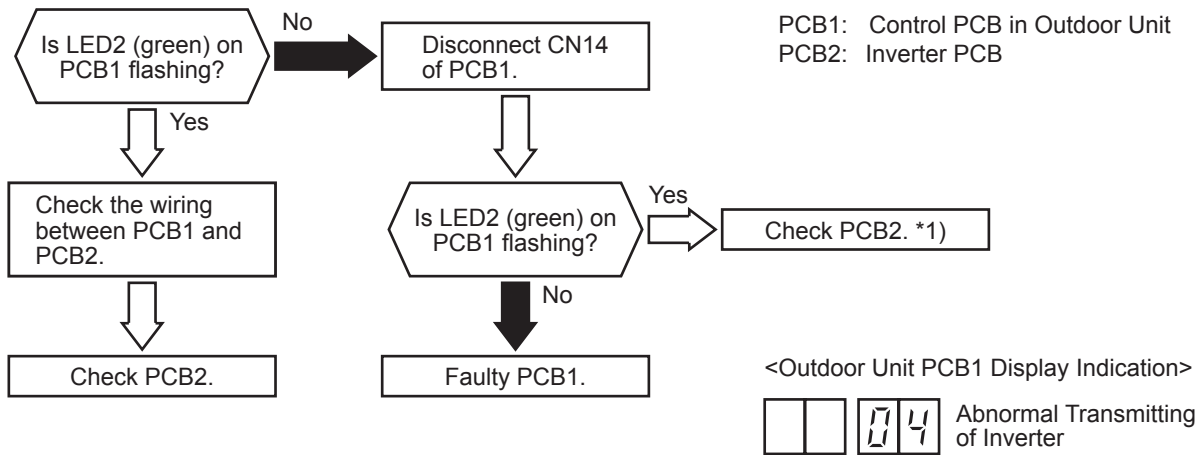 Is LED2 (green) on
PCB1 flashing?
No
Disconnect CN14
of PCB1.
PCB1: Control PCB in Outdoor Unit
PCB2: Inverter PCB
Yes
Check the wiring
between PCB1 and
PCB2.
Is LED2 (green) on
PCB1 flashing?
Yes
Check PCB2. *1)
No
Check PCB2.
Faulty PCB1.
<Outdoor Unit PCB1 Display Indication>
04
Abnormal Transmitting
of Inverter